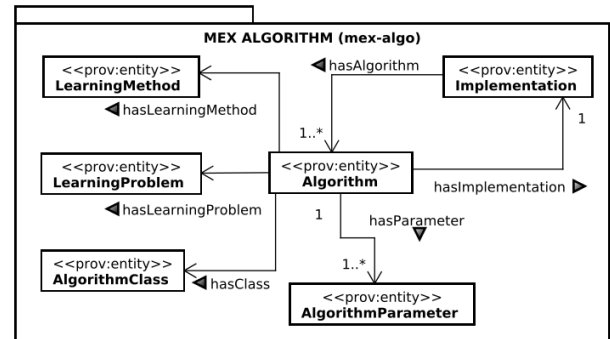 MEX ALGORITHM (mex-algo)
<<prov:entity>>
LearningMethod
hasLearningMethod
hasAlgorithm
<<prov:entity>>
Implementation
1
1..*
<<prov:entity>>
LearningProblem
hasLearningProblem
<<prov:entity>>
Algorithm
hasImplementation
1
hasParameter
<<prov:entity>>
AlgorithmClass
hasClass
1..*
<<prov:entity>>
AlgorithmParameter